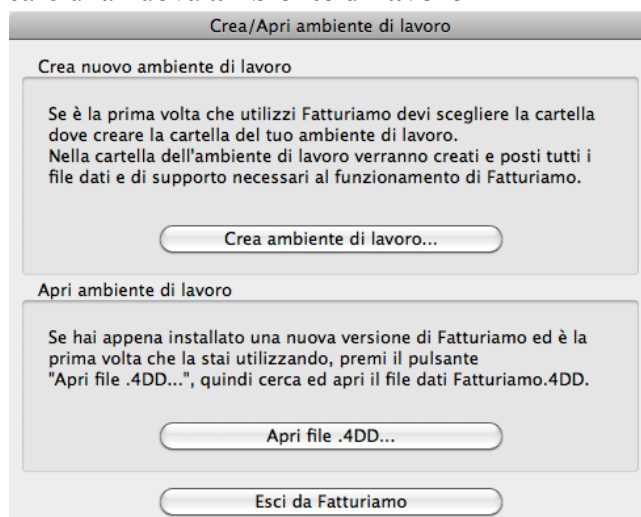 Crea/Apri ambiente di lavoro
Crea nuovo ambiente di lavoro
Se è la prima volta che utilizzi Fatturiamo devi scegliere la cartella
dove creare la cartella del tuo ambiente di lavoro.
Nella cartella dell'ambiente di lavoro verranno creati e posti tutti i
file dati e di supporto necessari al funzionamento di Fatturiamo.
Crea ambiente di lavoro...
Apri ambiente di lavoro
Se hai appena installato una nuova versione di Fatturiamo ed è la
prima volta che la stai utilizzando, premi il pulsante
"Apri file .4DD...", quindi cerca ed apri il file dati Fatturiamo.4DD.
Apri file .4DD...
Esci da Fatturiamo